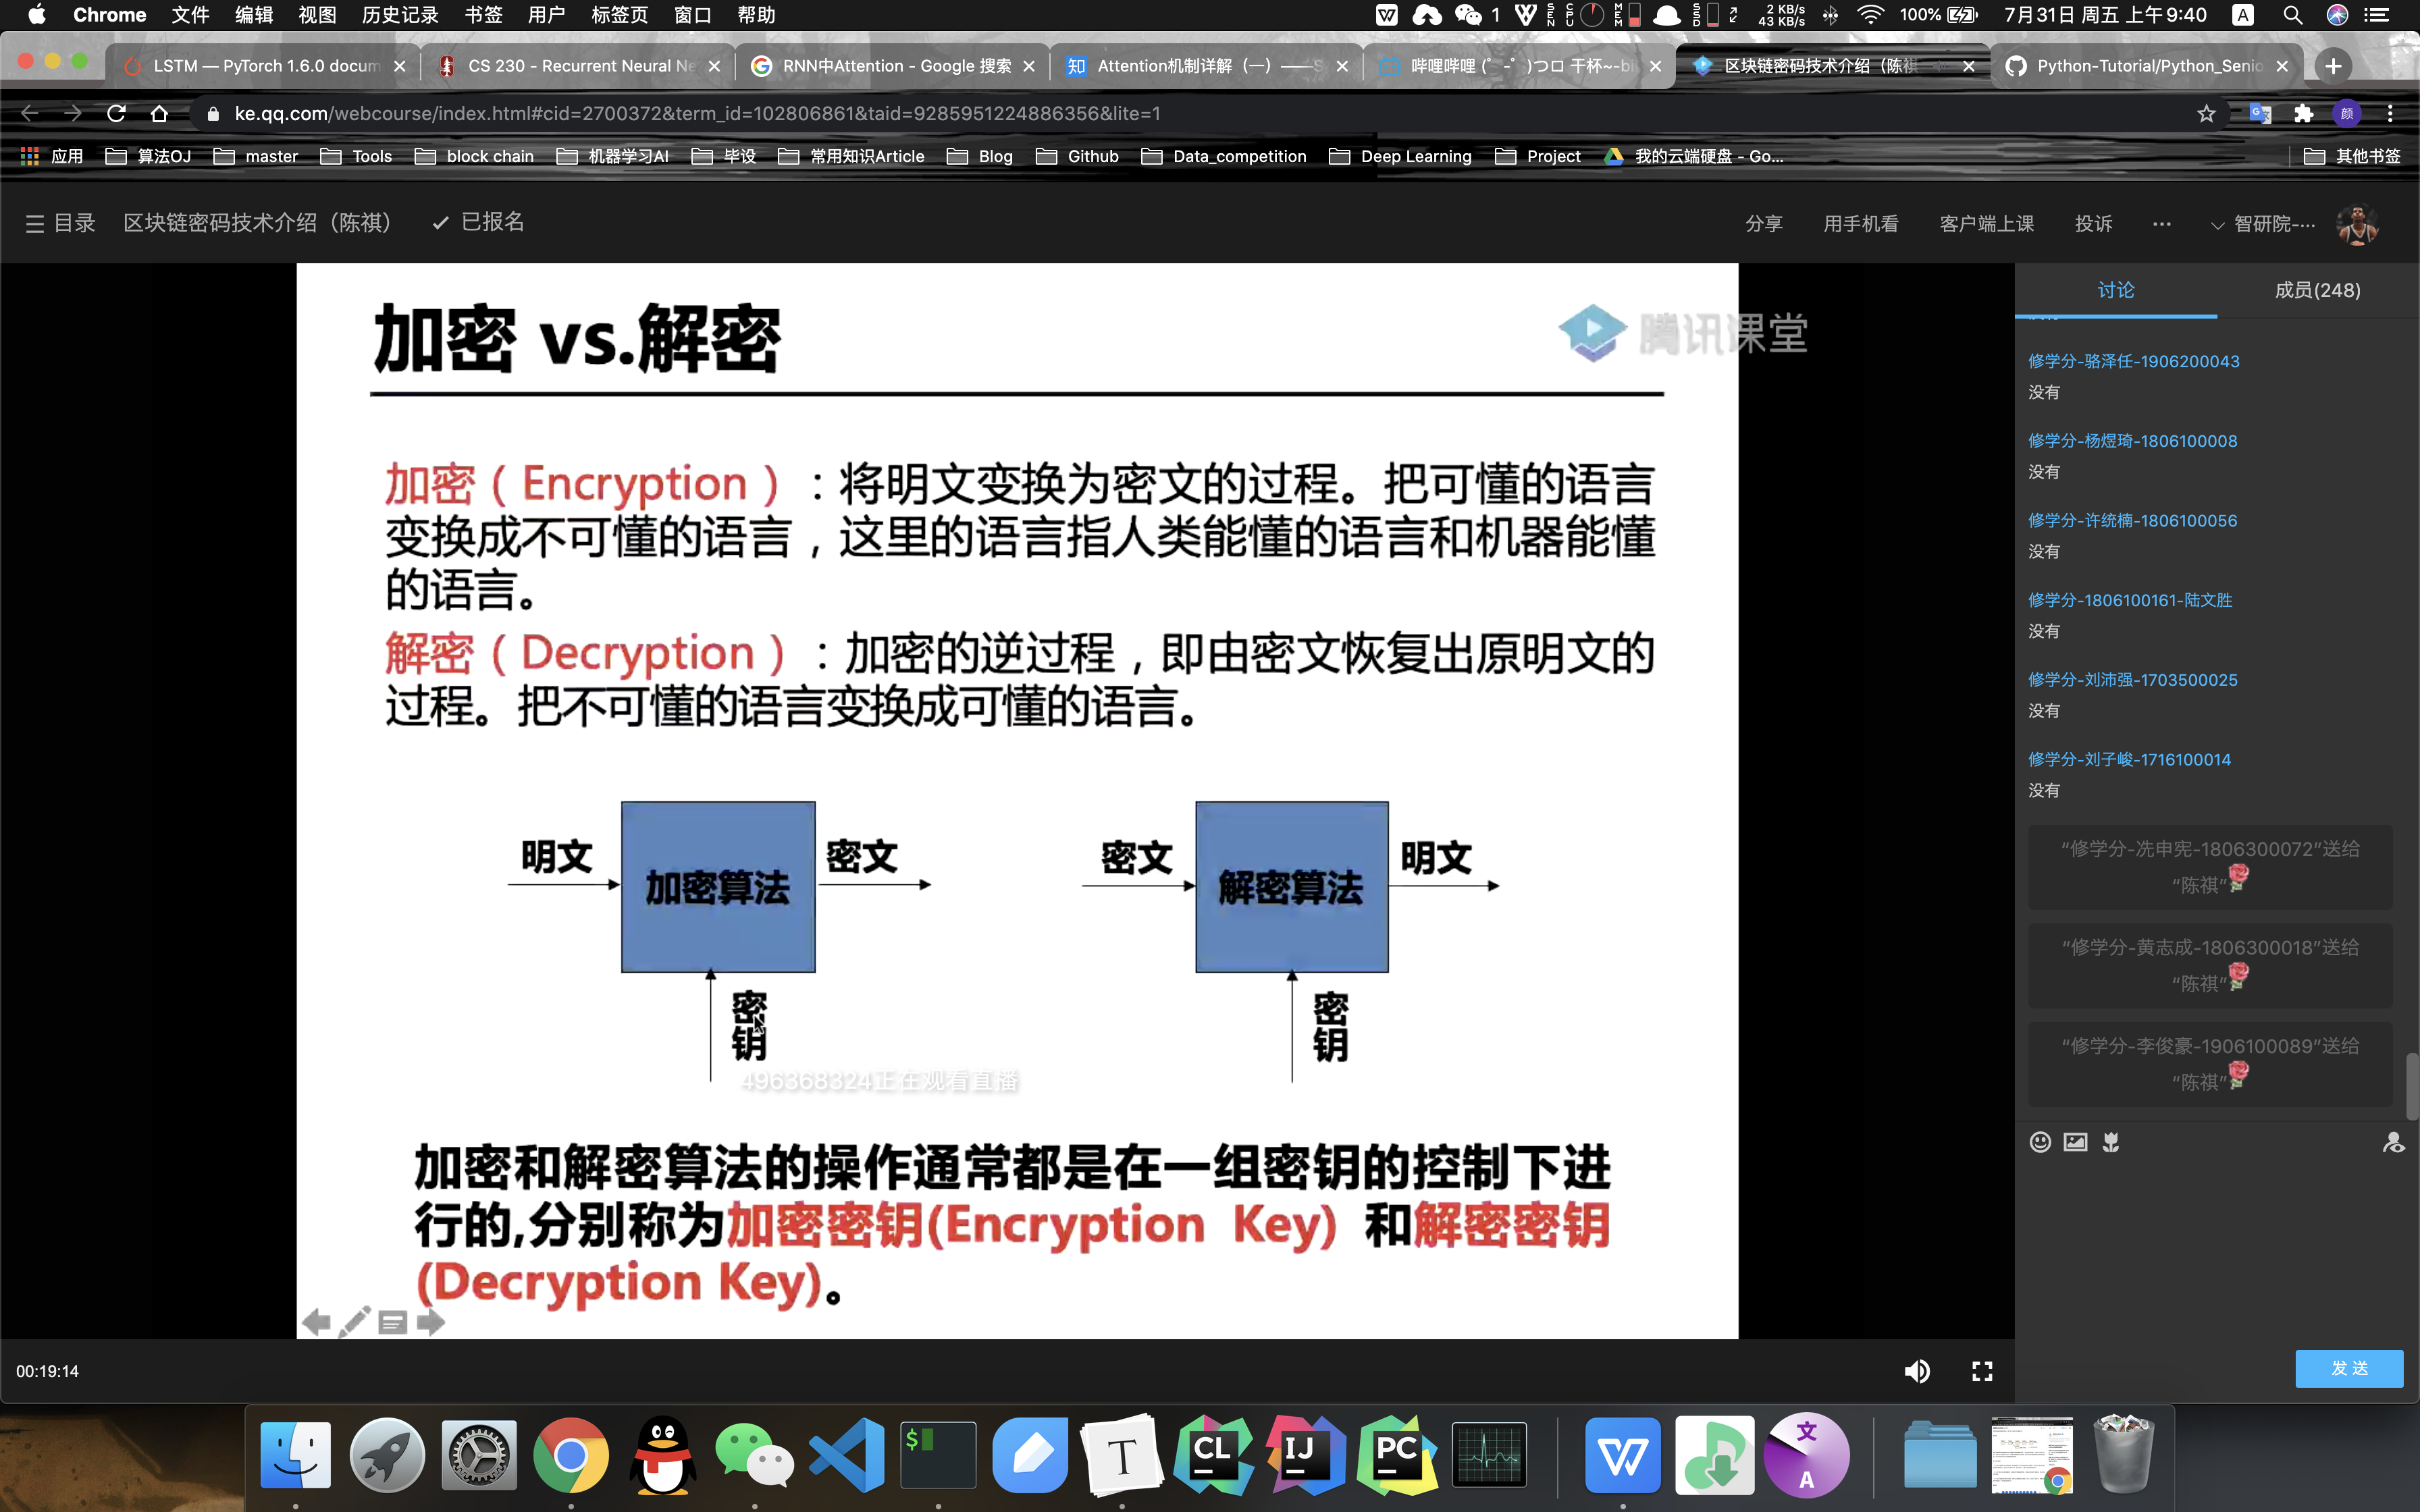 Chrome 文件 编辑 视图 历史记录 书签 用户 标签页 窗口 帮助 1 SEN CPU MEM SSD 2 KB/s 43 KB/s 100% 7月31日 周五 上午9:40 A
LSTM — PyTorch 1.6.0 docum CS 230 - Recurrent Neural Ne RNN中Attention - Google 搜索 知 Attention机制详解（一）——S 哔哩哔哩 (゜-゜)つロ 干杯~-bi 区块链密码技术介绍（陈祺 Python-Tutorial/Python_Senio
ke.qq.com/webcourse/index.html#cid=2700372&term_id=102806861&taid=9285951224886356&lite=1 颜
应用 算法OJ master Tools block chain 机器学习AI 毕设 常用知识Article Blog Github Data_competition Deep Learning Project 我的云端硬盘 - Go... 其他书签
目录 区块链密码技术介绍（陈祺） 已报名 分享 用手机看 客户端上课 投诉 ··· 智研院-...
加密 vs.解密
腾讯课堂
加密（Encryption）：将明文变换为密文的过程。把可懂的语言
变换成不可懂的语言，这里的语言指人类能懂的语言和机器能懂
的语言。
解密（Decryption）：加密的逆过程，即由密文恢复出原明文的
过程。把不可懂的语言变换成可懂的语言。
明文 加密算法 密文
密钥
密文 解密算法 明文
密钥
496368324正在观看直播
加密和解密算法的操作通常都是在一组密钥的控制下进
行的,分别称为加密密钥(Encryption Key) 和解密密钥
(Decryption Key)。
00:19:14
讨论 成员(248)
修学分-骆泽任-1906200043
没有
修学分-杨煜琦-1806100008
没有
修学分-许统楠-1806100056
没有
修学分-1806100161-陆文胜
没有
修学分-刘沛强-1703500025
没有
修学分-刘子峻-1716100014
没有
“修学分-冼申宪-1806300072”送给
“陈祺”
“修学分-黄志成-1806300018”送给
“陈祺”
“修学分-李俊豪-1906100089”送给
“陈祺”
发 送
$ T CL IJ PC W 文 A